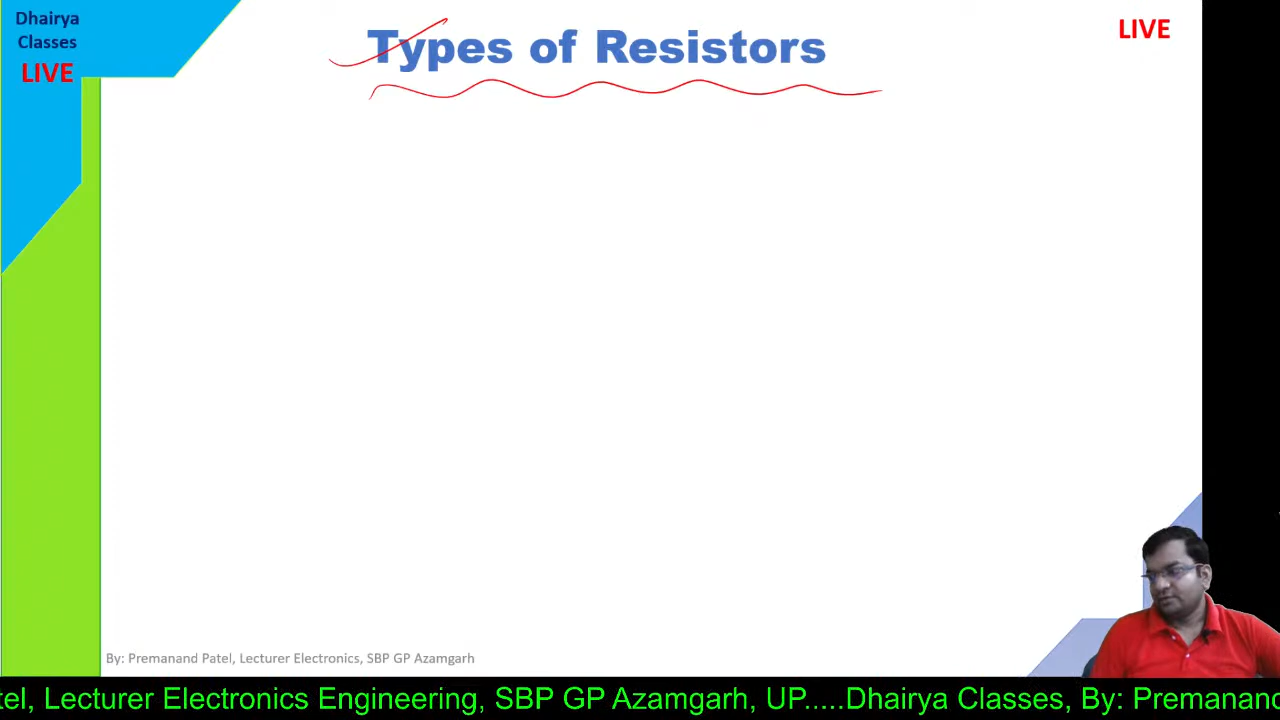 Dhairya
Classes
LIVE
Types of Resistors
LIVE
By: Premanand Patel, Lecturer Electronics, SBP GP Azamgarh
tel, Lecturer Electronics Engineering, SBP GP Azamgarh, UP.....Dhairya Classes, By: Premanand